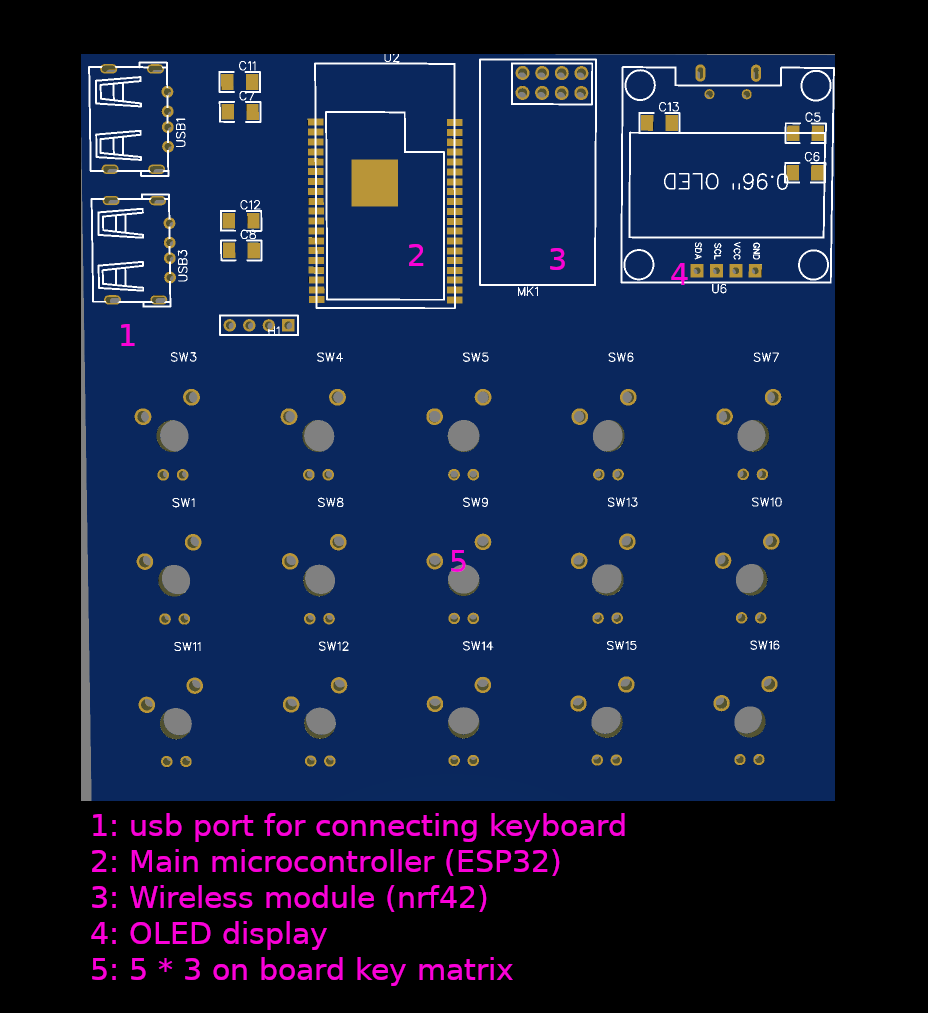 U2
C11
C7
USB1
C13
C5
C6
0.96" OLED
C12
C8
USB3
2
3
4
SDA
SCL
VCC
GND
U6
MK1
H1
1
SW3
SW4
SW5
SW6
SW7
SW1
SW8
SW9
SW13
SW10
5
SW11
SW12
SW14
SW15
SW16
1: usb port for connecting keyboard
2: Main microcontroller (ESP32)
3: Wireless module (nrf42)
4: OLED display
5: 5 * 3 on board key matrix